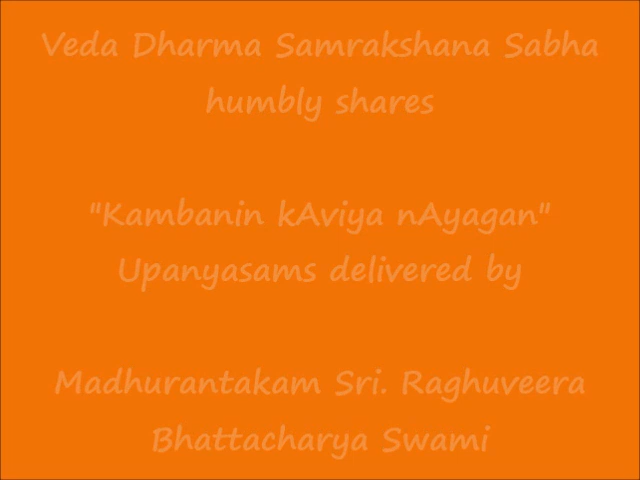 Veda Dharma Samrakshana Sabha
humbly shares
"Kambanin kAviya nAyagan"
Upanyasams delivered by
Madhurantakam Sri. Raghuveera
Bhattacharya Swami